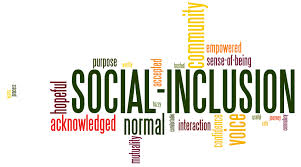 community
empowered
purpose
accepted
sense-of-being
hopeful
SOCIAL-INCLUSION
acknowledged
normal
interaction
mutuality
confidence
voice